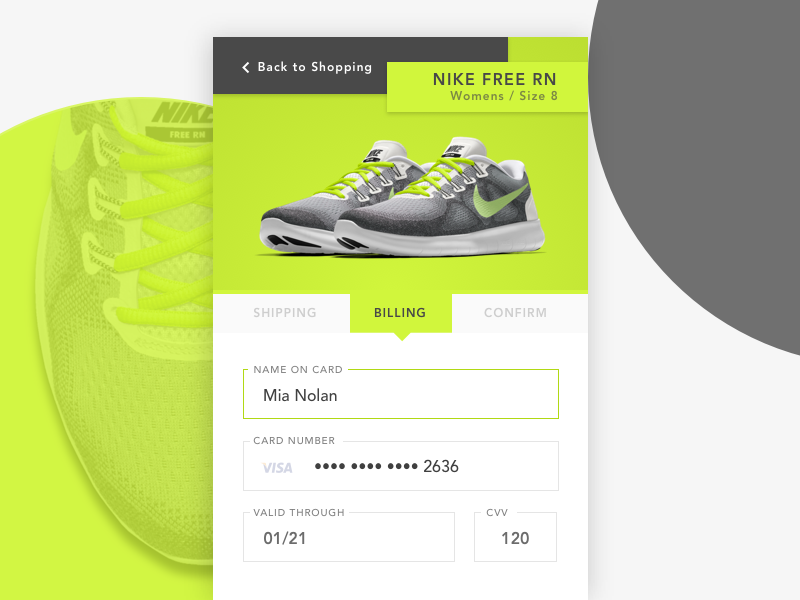 Back to Shopping
NIKE FREE RN
Womens / Size 8
NIKE
FREE RN
NIKE
SHIPPING
BILLING
CONFIRM
NAME ON CARD
Mia Nolan
CARD NUMBER
VISA
•••• •••• •••• 2636
VALID THROUGH
01/21
CVV
120